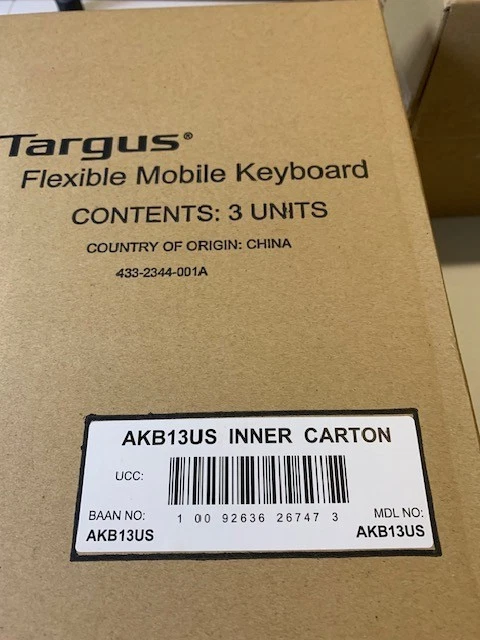 Targus®
Flexible Mobile Keyboard
CONTENTS: 3 UNITS
COUNTRY OF ORIGIN: CHINA
433-2344-001A
AKB13US INNER CARTON
UCC:
1 00 92636 26747 3
BAAN NO:
AKB13US
MDL NO:
AKB13US